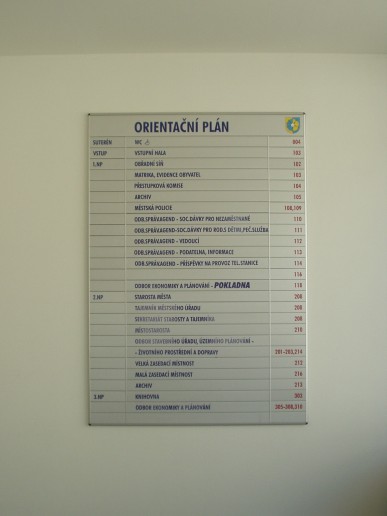 ORIENTAČNÍ PLÁN
SUTERÉN WC 004
VSTUP VSTUPNÍ HALA 102
1.NP OBŘADNÍ SÍŇ 102
MATRIKA, EVIDENCE OBYVATEL 103
PŘESTUPKOVÁ KOMISE 104
ARCHIV 105
MĚSTSKÁ POLICIE 108,109
ODB.SPRÁV.AGEND - SOC.DÁVKY PRO NEZAMĚSTNANÉ 110
ODB.SPRÁV.AGEND-SOC.DÁVKY PRO ROD.S DĚTMI,PEČ.SLUŽBA 111
ODB.SPRÁV.AGEND - VEDOUCÍ 112
ODB.SPRÁV.AGEND - PODATELNA, INFORMACE 113
ODB.SPRÁV.AGEND - PŘÍSPĚVKY NA PROVOZ TEL.STANICE 114
116
ODBOR EKONOMIKY A PLÁNOVÁNÍ - POKLADNA 118
2.NP STAROSTA MĚSTA 208
TAJEMNÍK MĚSTSKÉHO ÚŘADU 208
SEKRETARIÁT STAROSTY A TAJEMNÍKA 208
MÍSTOSTAROSTA 210
ODBOR STAVEBNÍHO ÚŘADU, ÚZEMNÍHO PLÁNOVÁNÍ -
- ŽIVOTNÍHO PROSTŘEDNÍ A DOPRAVY 201-203,214
VELKÁ ZASEDACÍ MÍSTNOST 212
MALÁ ZASEDACÍ MÍSTNOST 216
ARCHIV 213
3.NP KNIHOVNA 303
ODBOR EKONOMIKY A PLÁNOVÁNÍ 305-308,310